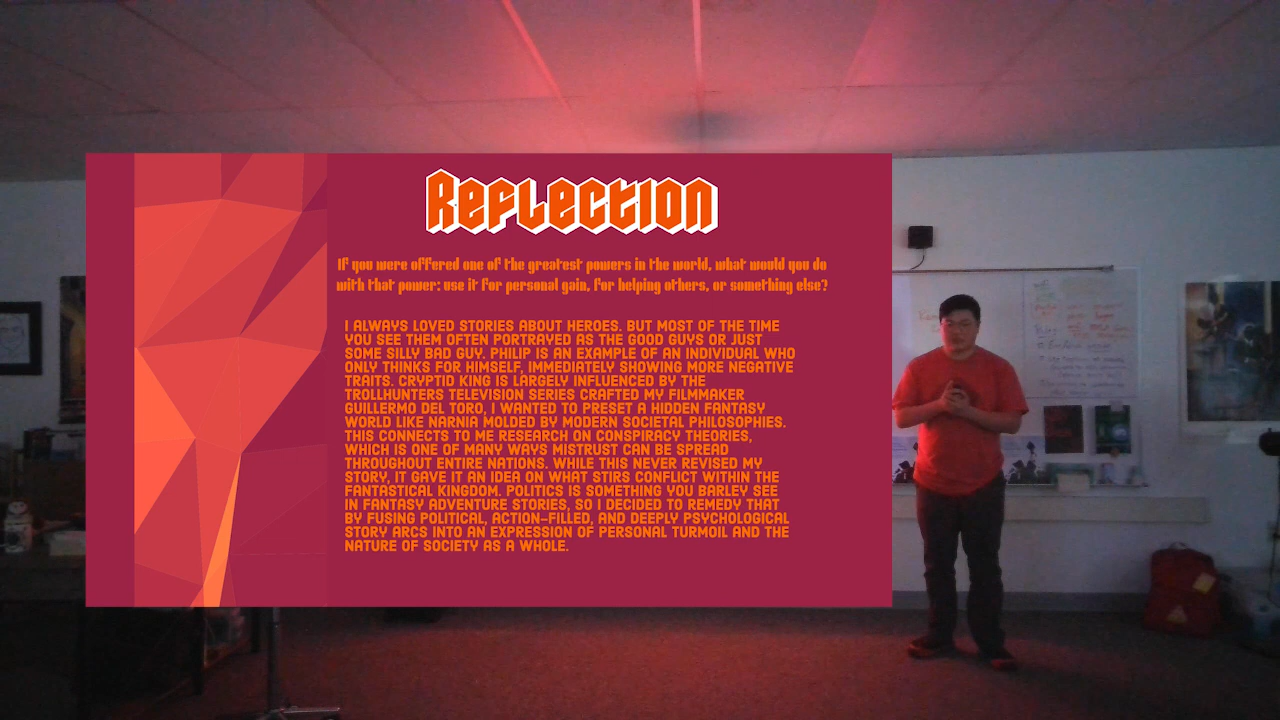 Reflection
If you were offered one of the greatest powers in the world, what would you do
with that power: use it for personal gain, for helping others, or something else?
I ALWAYS LOVED STORIES ABOUT HEROES. BUT MOST OF THE TIME
YOU SEE THEM OFTEN PORTRAYED AS THE GOOD GUYS OR JUST
SOME SILLY BAD GUY. PHILIP IS AN EXAMPLE OF AN INDIVIDUAL WHO
ONLY THINKS FOR HIMSELF, IMMEDIATELY SHOWING MORE NEGATIVE
TRAITS. CRYPTID KING IS LARGELY INFLUENCED BY THE
TROLLHUNTERS TELEVISION SERIES CRAFTED MY FILMMAKER
GUILLERMO DEL TORO, I WANTED TO PRESET A HIDDEN FANTASY
WORLD LIKE NARNIA MOLDED BY MODERN SOCIETAL PHILOSOPHIES.
THIS CONNECTS TO ME RESEARCH ON CONSPIRACY THEORIES,
WHICH IS ONE OF MANY WAYS MISTRUST CAN BE SPREAD
THROUGHOUT ENTIRE NATIONS. WHILE THIS NEVER REVISED MY
STORY, IT GAVE IT AN IDEA ON WHAT STIRS CONFLICT WITHIN THE
FANTASTICAL KINGDOM. POLITICS IS SOMETHING YOU BARLEY SEE
IN FANTASY ADVENTURE STORIES, SO I DECIDED TO REMEDY THAT
BY FUSING POLITICAL, ACTION-FILLED, AND DEEPLY PSYCHOLOGICAL
STORY ARCS INTO AN EXPRESSION OF PERSONAL TURMOIL AND THE
NATURE OF SOCIETY AS A WHOLE.